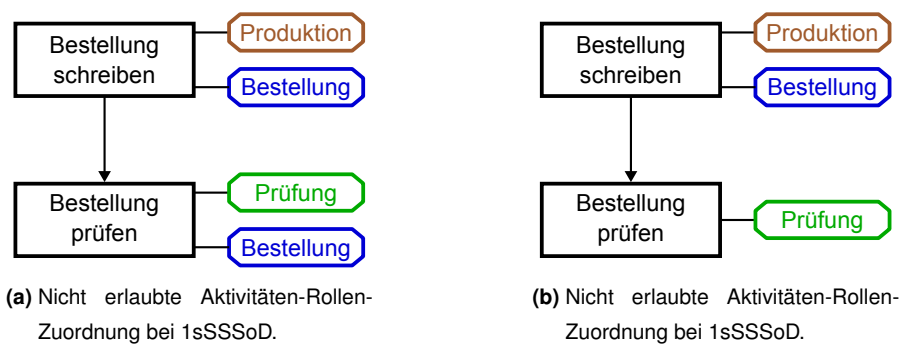 Bestellung
schreiben
Produktion
Bestellung
Bestellung
prüfen
Prüfung
Bestellung
(a) Nicht erlaubte Aktivitäten-Rollen-
Zuordnung bei 1sSSSoD.
Bestellung
schreiben
Produktion
Bestellung
Bestellung
prüfen
Prüfung
(b) Nicht erlaubte Aktivitäten-Rollen-
Zuordnung bei 1sSSSoD.